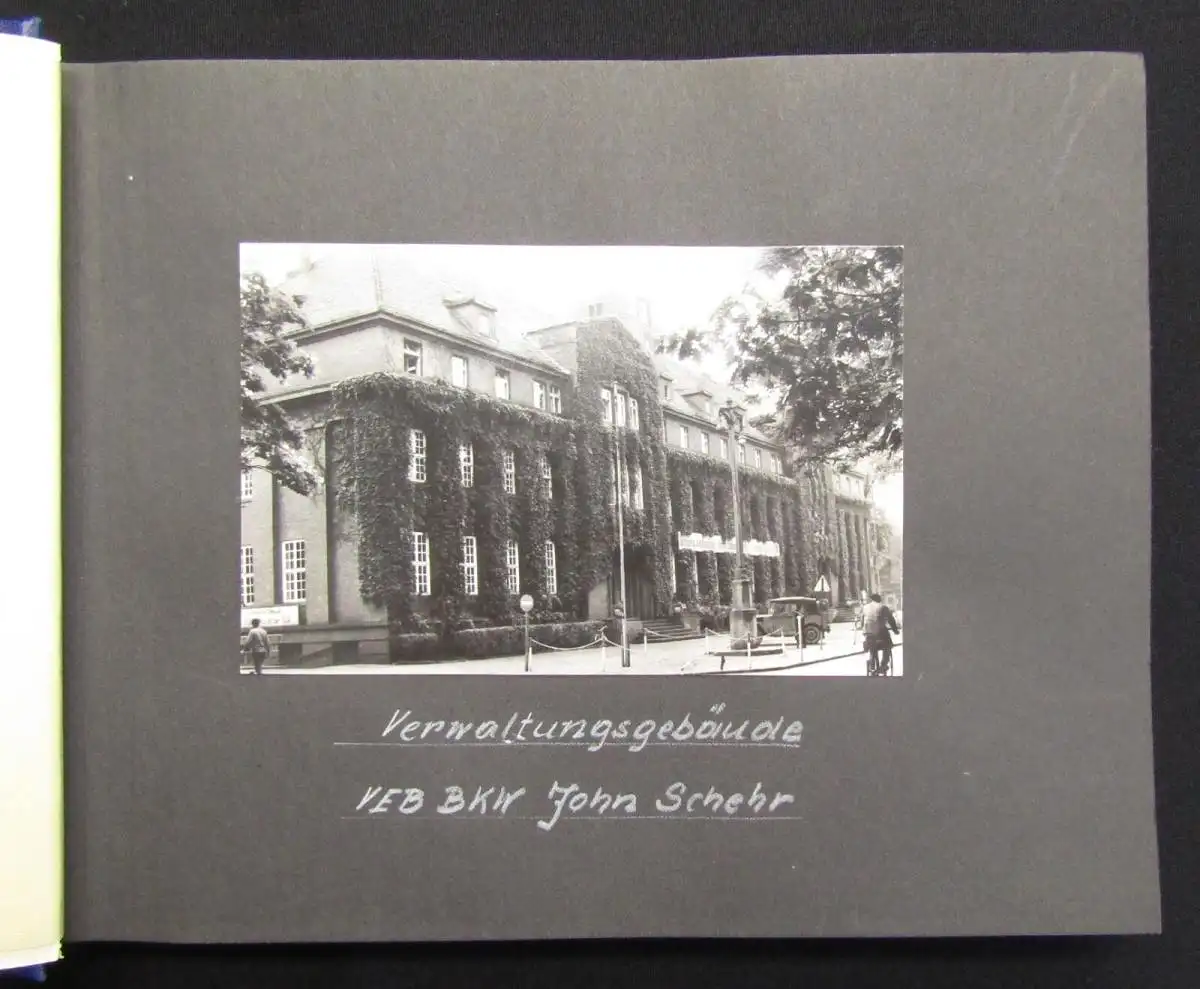 Verwaltungsgebäude
VEB BKW John Schehr